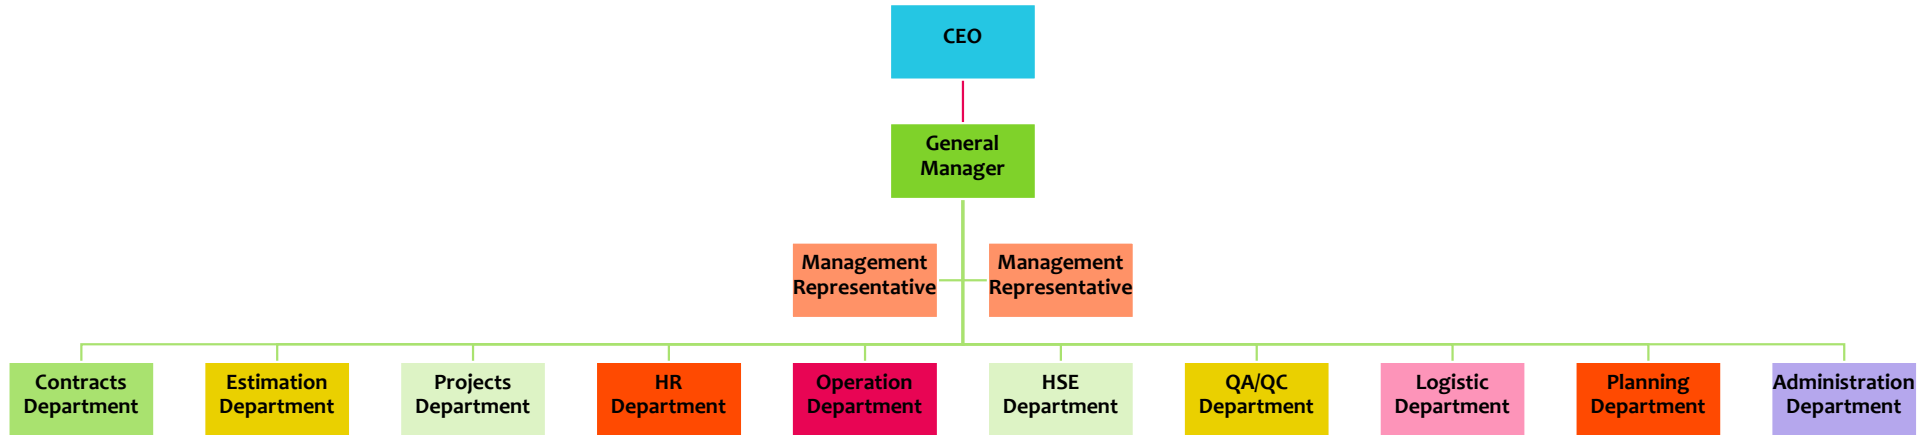 CEO
General
Manager
Management
Representative
Management
Representative
Contracts
Department
Estimation
Department
Projects
Department
HR
Department
Operation
Department
HSE
Department
QA/QC
Department
Logistic
Department
Planning
Department
Administration
Department